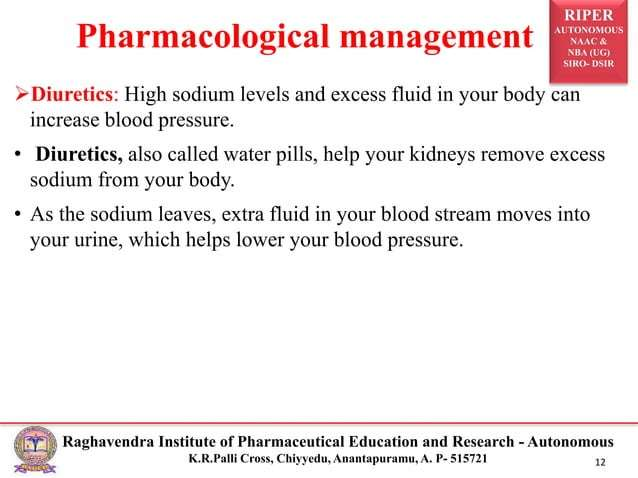 Pharmacological management
RIPER
AUTONOMOUS
NAAC &
NBA (UG)
SIRO- DSIR
➢Diuretics: High sodium levels and excess fluid in your body can
increase blood pressure.
• Diuretics, also called water pills, help your kidneys remove excess
sodium from your body.
• As the sodium leaves, extra fluid in your blood stream moves into
your urine, which helps lower your blood pressure.
Raghavendra Institute of Pharmaceutical Education and Research - Autonomous
K.R.Palli Cross, Chiyyedu, Anantapuramu, A. P- 515721
12